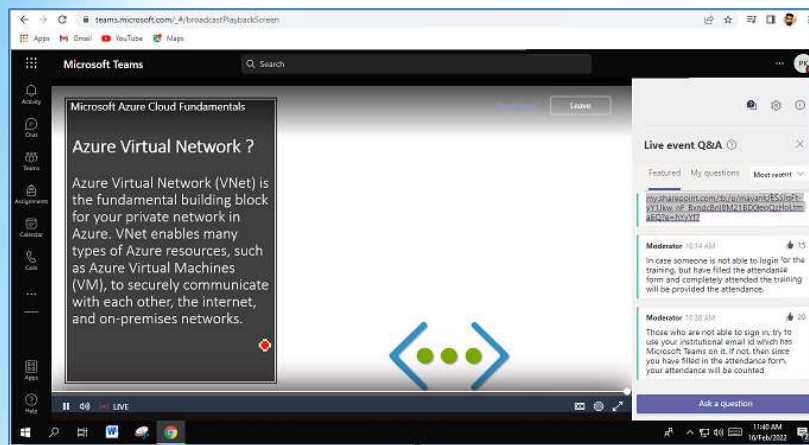 teams.microsoft.com/_#/broadcastPlaybackScreen
Apps Gmail YouTube Maps
Microsoft Teams
Search
PK
Activity
Chat
Teams
Assignments
Calendar
Calls
Apps
Help
Microsoft Azure Cloud Fundamentals
Leave
Azure Virtual Network ?
Azure Virtual Network (VNet) is
the fundamental building block
for your private network in
Azure. VNet enables many
types of Azure resources, such
as Azure Virtual Machines
(VM), to securely communicate
with each other, the internet,
and on-premises networks.
LIVE
Live event Q&A
Featured My questions Most recent
Moderator 10:14 AM 15
In case someone is not able to login for the
training, but have filled the attendance
form and completely attended the training
will be provided the attendance.
Moderator 10:38 AM 20
Those who are not able to sign in, try to
use your institutional email id which has
Microsoft Teams on it. If not, then since
you have filled in the attendance form,
your attendance will be counted
Ask a question
11:40 AM
16/Feb/2022